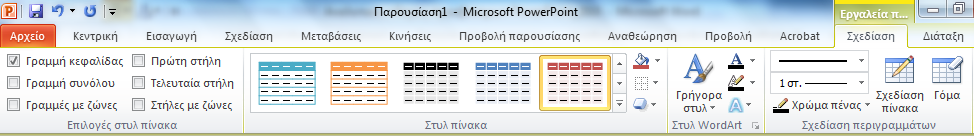 Παρουσίαση1 - Microsoft PowerPoint
Εργαλεία π...
Αρχείο Κεντρική Εισαγωγή Σχεδίαση Μεταβάσεις Κινήσεις Προβολή παρουσίασης Αναθεώρηση Προβολή Acrobat Σχεδίαση Διάταξη
Γραμμή κεφαλίδας Πρώτη στήλη
Γραμμή συνόλου Τελευταία στήλη
Γραμμές με ζώνες Στήλες με ζώνες
Επιλογές στυλ πίνακα
Στυλ πίνακα
Γρήγορα
στυλ
Στυλ WordArt
1 στ.
Χρώμα πένας
Σχεδίαση
πίνακα
Γόμα
Σχεδίαση περιγραμμάτων